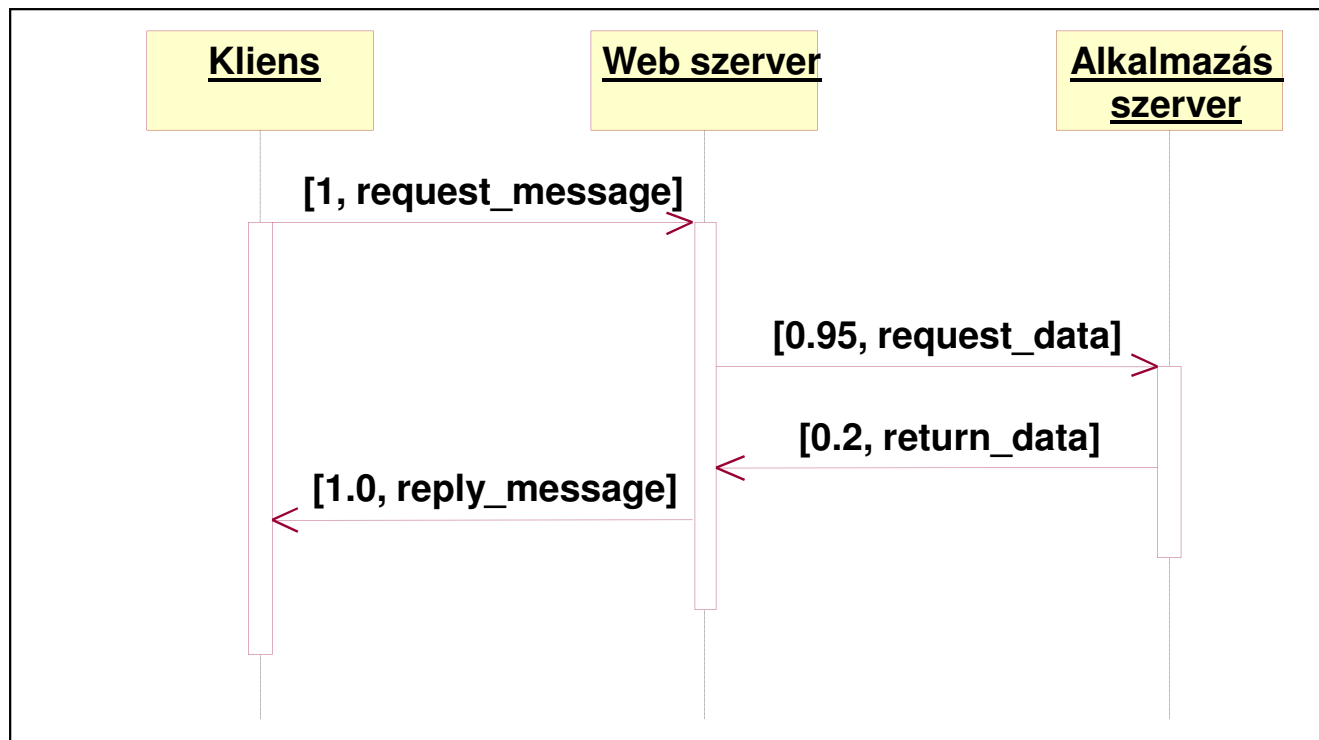 Kliens
Web szerver
Alkalmazás
szerver
[1, request_message]
[0.95, request_data]
[0.2, return_data]
[1.0, reply_message]